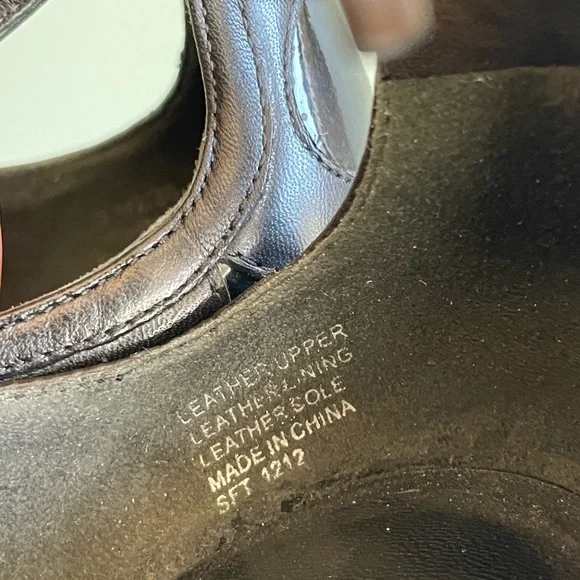 LEATHER UPPER
LEATHER LINING
LEATHER SOLE
MADE IN CHINA
SFT 1212